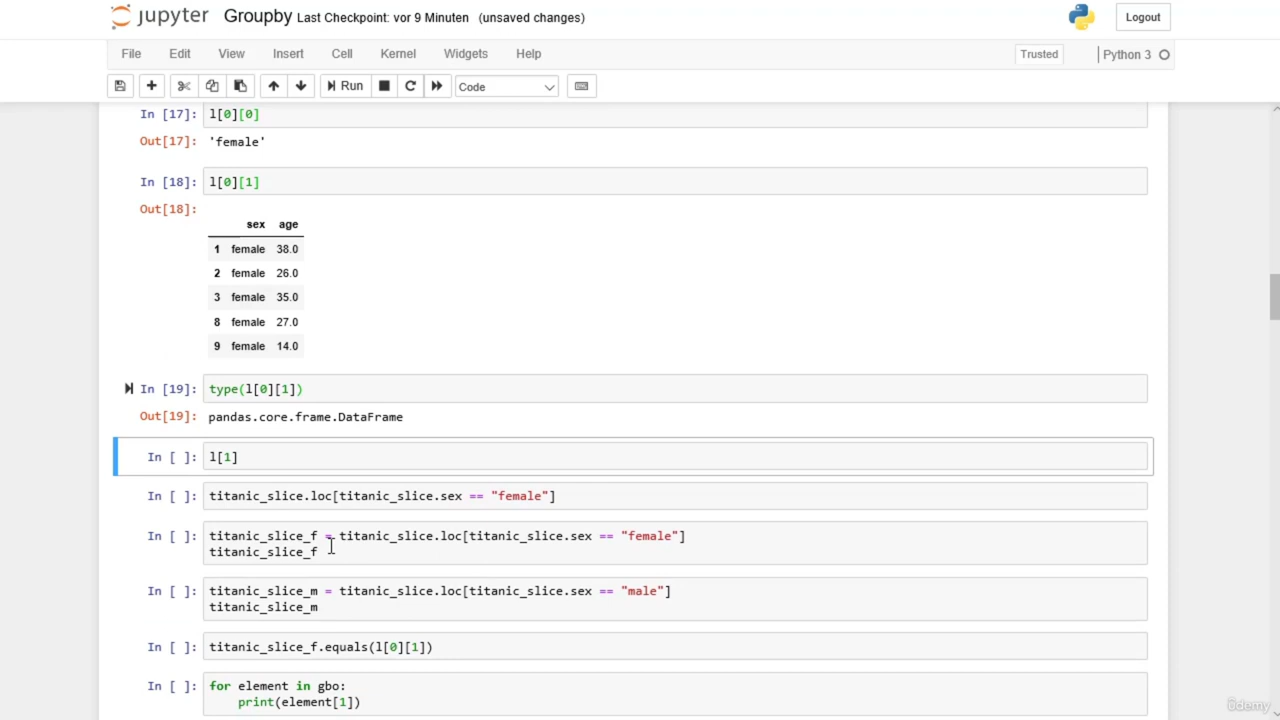 jupyter Groupby Last Checkpoint: vor 9 Minuten (unsaved changes) Logout
File Edit View Insert Cell Kernel Widgets Help Trusted Python 3
Run Code
In [17]: l[0][0]
Out[17]: 'female'
In [18]: l[0][1]
Out[18]:
sex age
1 female 38.0
2 female 26.0
3 female 35.0
8 female 27.0
9 female 14.0
In [19]: type(l[0][1])
Out[19]: pandas.core.frame.DataFrame
In [ ]: l[1]
In [ ]: titanic_slice.loc[titanic_slice.sex == "female"]
In [ ]: titanic_slice_f = titanic_slice.loc[titanic_slice.sex == "female"]
titanic_slice_f
In [ ]: titanic_slice_m = titanic_slice.loc[titanic_slice.sex == "male"]
titanic_slice_m
In [ ]: titanic_slice_f.equals(l[0][1])
In [ ]: for element in gbo:
print(element[1])
ûdemy